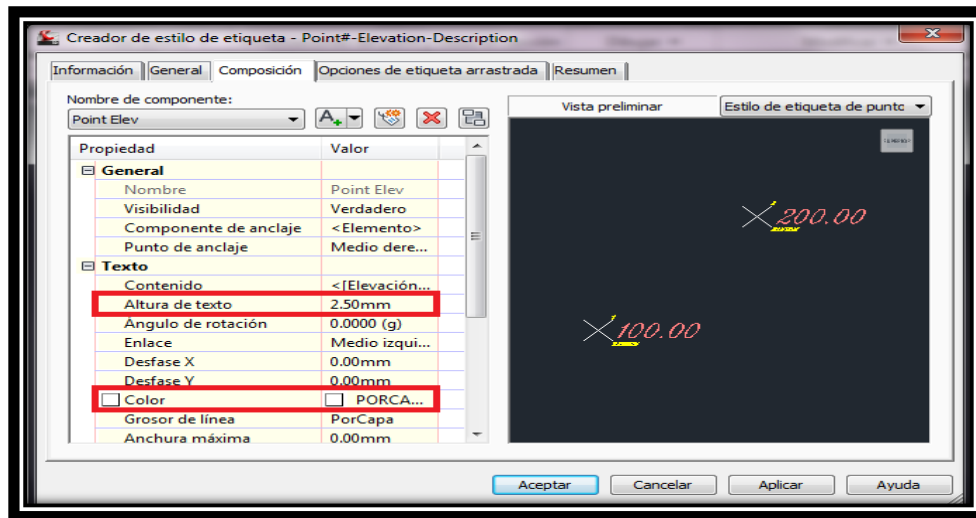 Creador de estilo de etiqueta - Point#-Elevation-Description
Información General Composición Opciones de etiqueta arrastrada Resumen
Nombre de componente:
Point Elev
Vista preliminar Estilo de etiqueta de punto
Propiedad Valor
General
Nombre Point Elev
Visibilidad Verdadero
Componente de anclaje <Elemento>
Punto de anclaje Medio dere...
Texto
Contenido <[Elevación...
Altura de texto 2.50mm
Ángulo de rotación 0.0000 (g)
Enlace Medio izqui...
Desfase X 0.00mm
Desfase Y 0.00mm
Color PORCA...
Grosor de línea PorCapa
Anchura máxima 0.00mm
200.00
100.00
Aceptar Cancelar Aplicar Ayuda